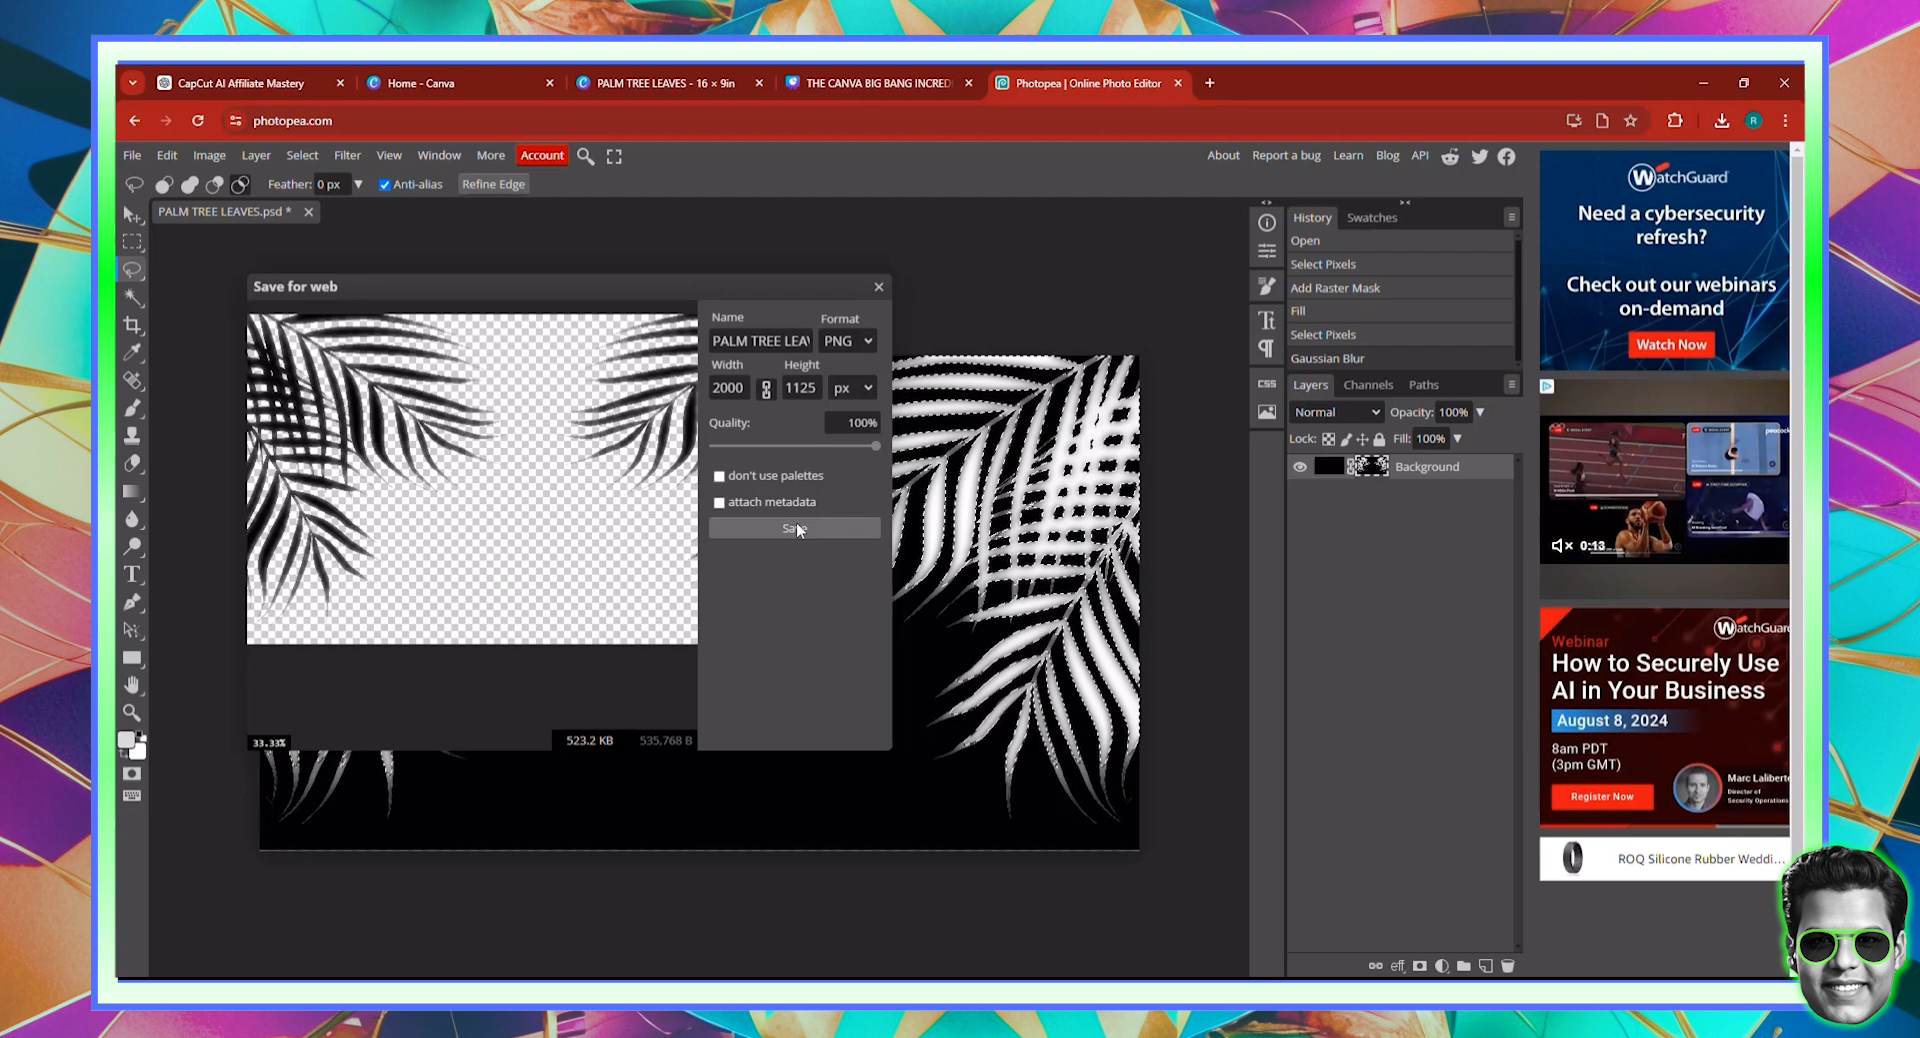 CapCut AI Affiliate Mastery
Home - Canva
PALM TREE LEAVES - 16 × 9in
THE CANVA BIG BANG INCRED
Photopea | Online Photo Editor
photopea.com
R
File Edit Image Layer Select Filter View Window More Account
About Report a bug Learn Blog API
Feather: 0 px Anti-alias Refine Edge
PALM TREE LEAVES.psd *
Save for web
Name Format
PALM TREE LEAV PNG
Width Height
2000 1125 px
Quality: 100%
don't use palettes
attach metadata
Save
33.33% 523.2 KB 535,768 B
History Swatches
Open
Select Pixels
Add Raster Mask
Fill
Select Pixels
Gaussian Blur
CSS
Layers Channels Paths
Normal Opacity: 100%
Lock: Fill: 100%
Background
eff
WatchGuard
Need a cybersecurity
refresh?
Check out our webinars
on-demand
Watch Now
0:13
WatchGuard
Webinar
How to Securely Use
AI in Your Business
August 8, 2024
8am PDT
(3pm GMT)
Register Now
Marc Laliberte
Director of
Security Operations
ROQ Silicone Rubber Weddi...